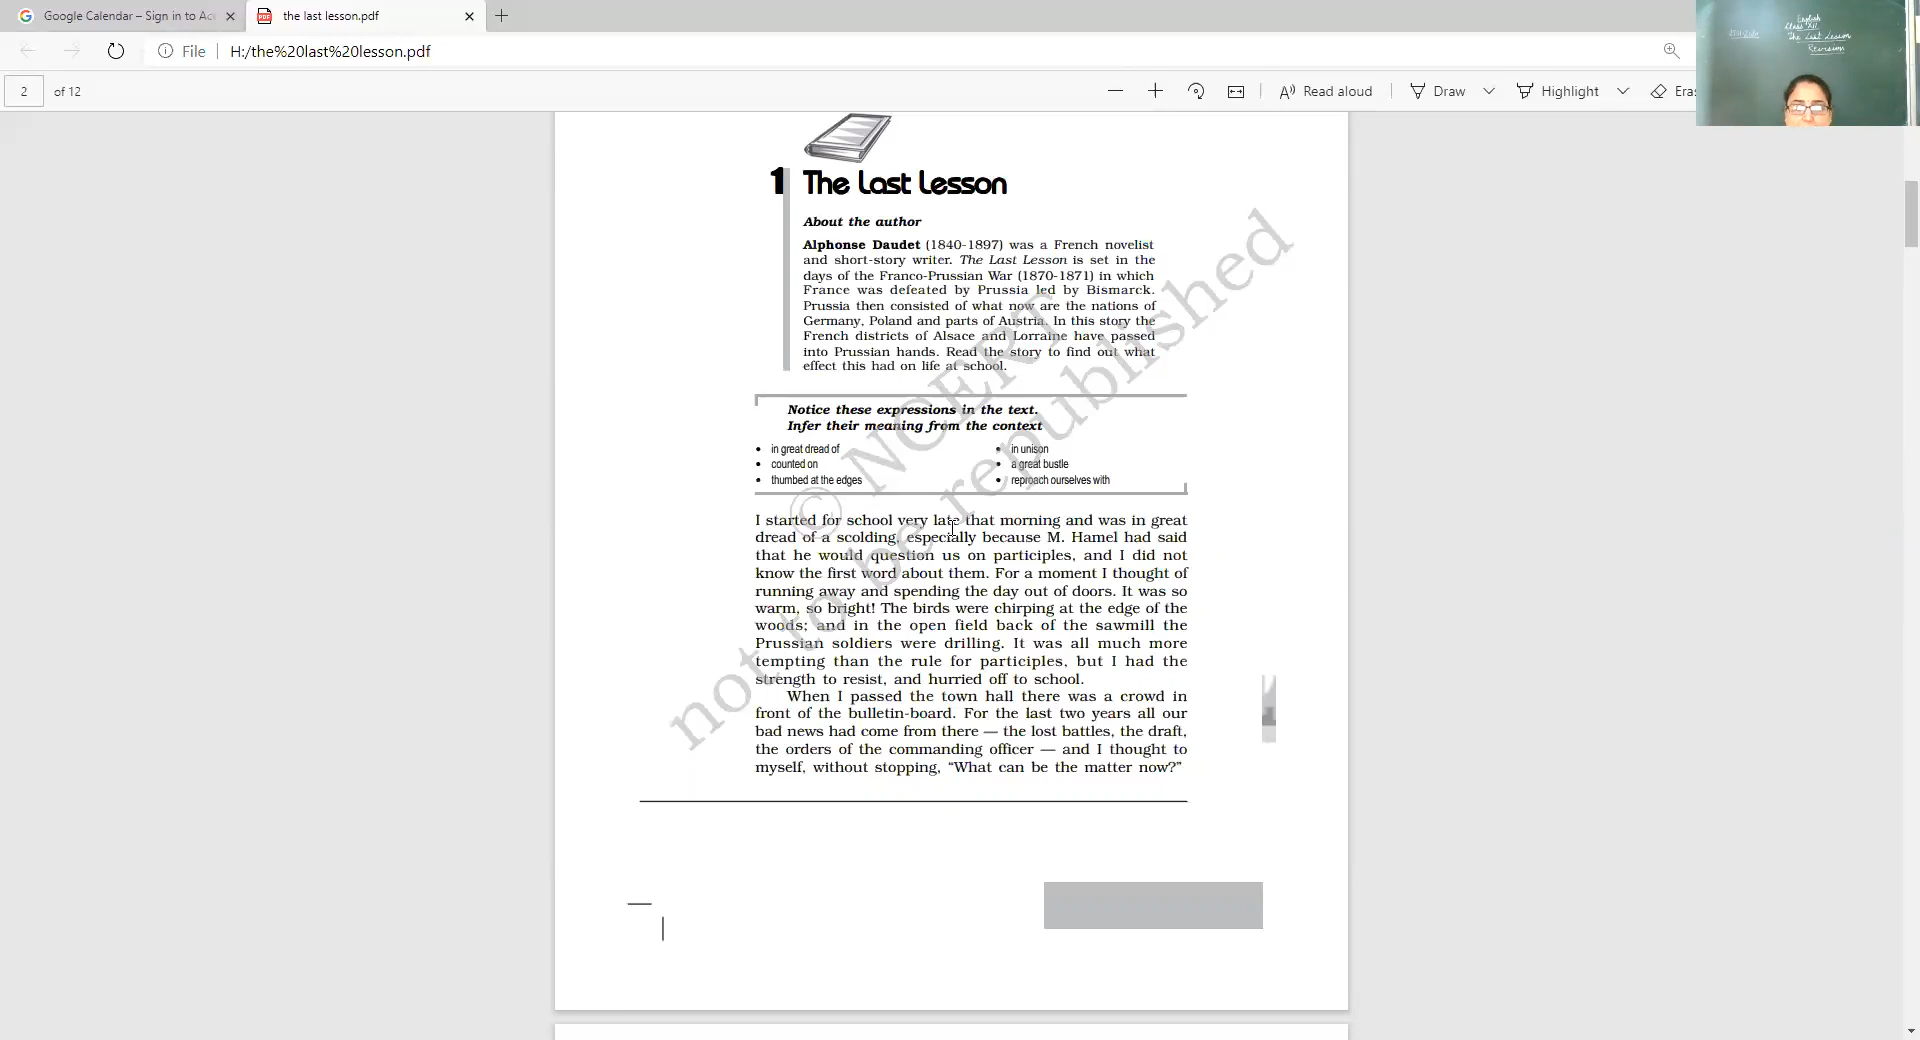 Google Calendar – Sign in to Ac
the last lesson.pdf
File
H:/the%20last%20lesson.pdf
2
of 12
Read aloud
Draw
Highlight
Eras
English
Class XII
The Last Lesson
Revision
1 The Last Lesson
About the author
Alphonse Daudet (1840-1897) was a French novelist
and short-story writer. The Last Lesson is set in the
days of the Franco-Prussian War (1870-1871) in which
France was defeated by Prussia led by Bismarck.
Prussia then consisted of what now are the nations of
Germany, Poland and parts of Austria. In this story the
French districts of Alsace and Lorraine have passed
into Prussian hands. Read the story to find out what
effect this had on life at school.
Notice these expressions in the text.
Infer their meaning from the context
• in great dread of
• counted on
• thumbed at the edges
• in unison
• a great bustle
• reproach ourselves with
I started for school very late that morning and was in great
dread of a scolding, especially because M. Hamel had said
that he would question us on participles, and I did not
know the first word about them. For a moment I thought of
running away and spending the day out of doors. It was so
warm, so bright! The birds were chirping at the edge of the
woods; and in the open field back of the sawmill the
Prussian soldiers were drilling. It was all much more
tempting than the rule for participles, but I had the
strength to resist, and hurried off to school.
When I passed the town hall there was a crowd in
front of the bulletin-board. For the last two years all our
bad news had come from there — the lost battles, the draft,
the orders of the commanding officer — and I thought to
myself, without stopping, “What can be the matter now?”
© NCERT
not to be republished